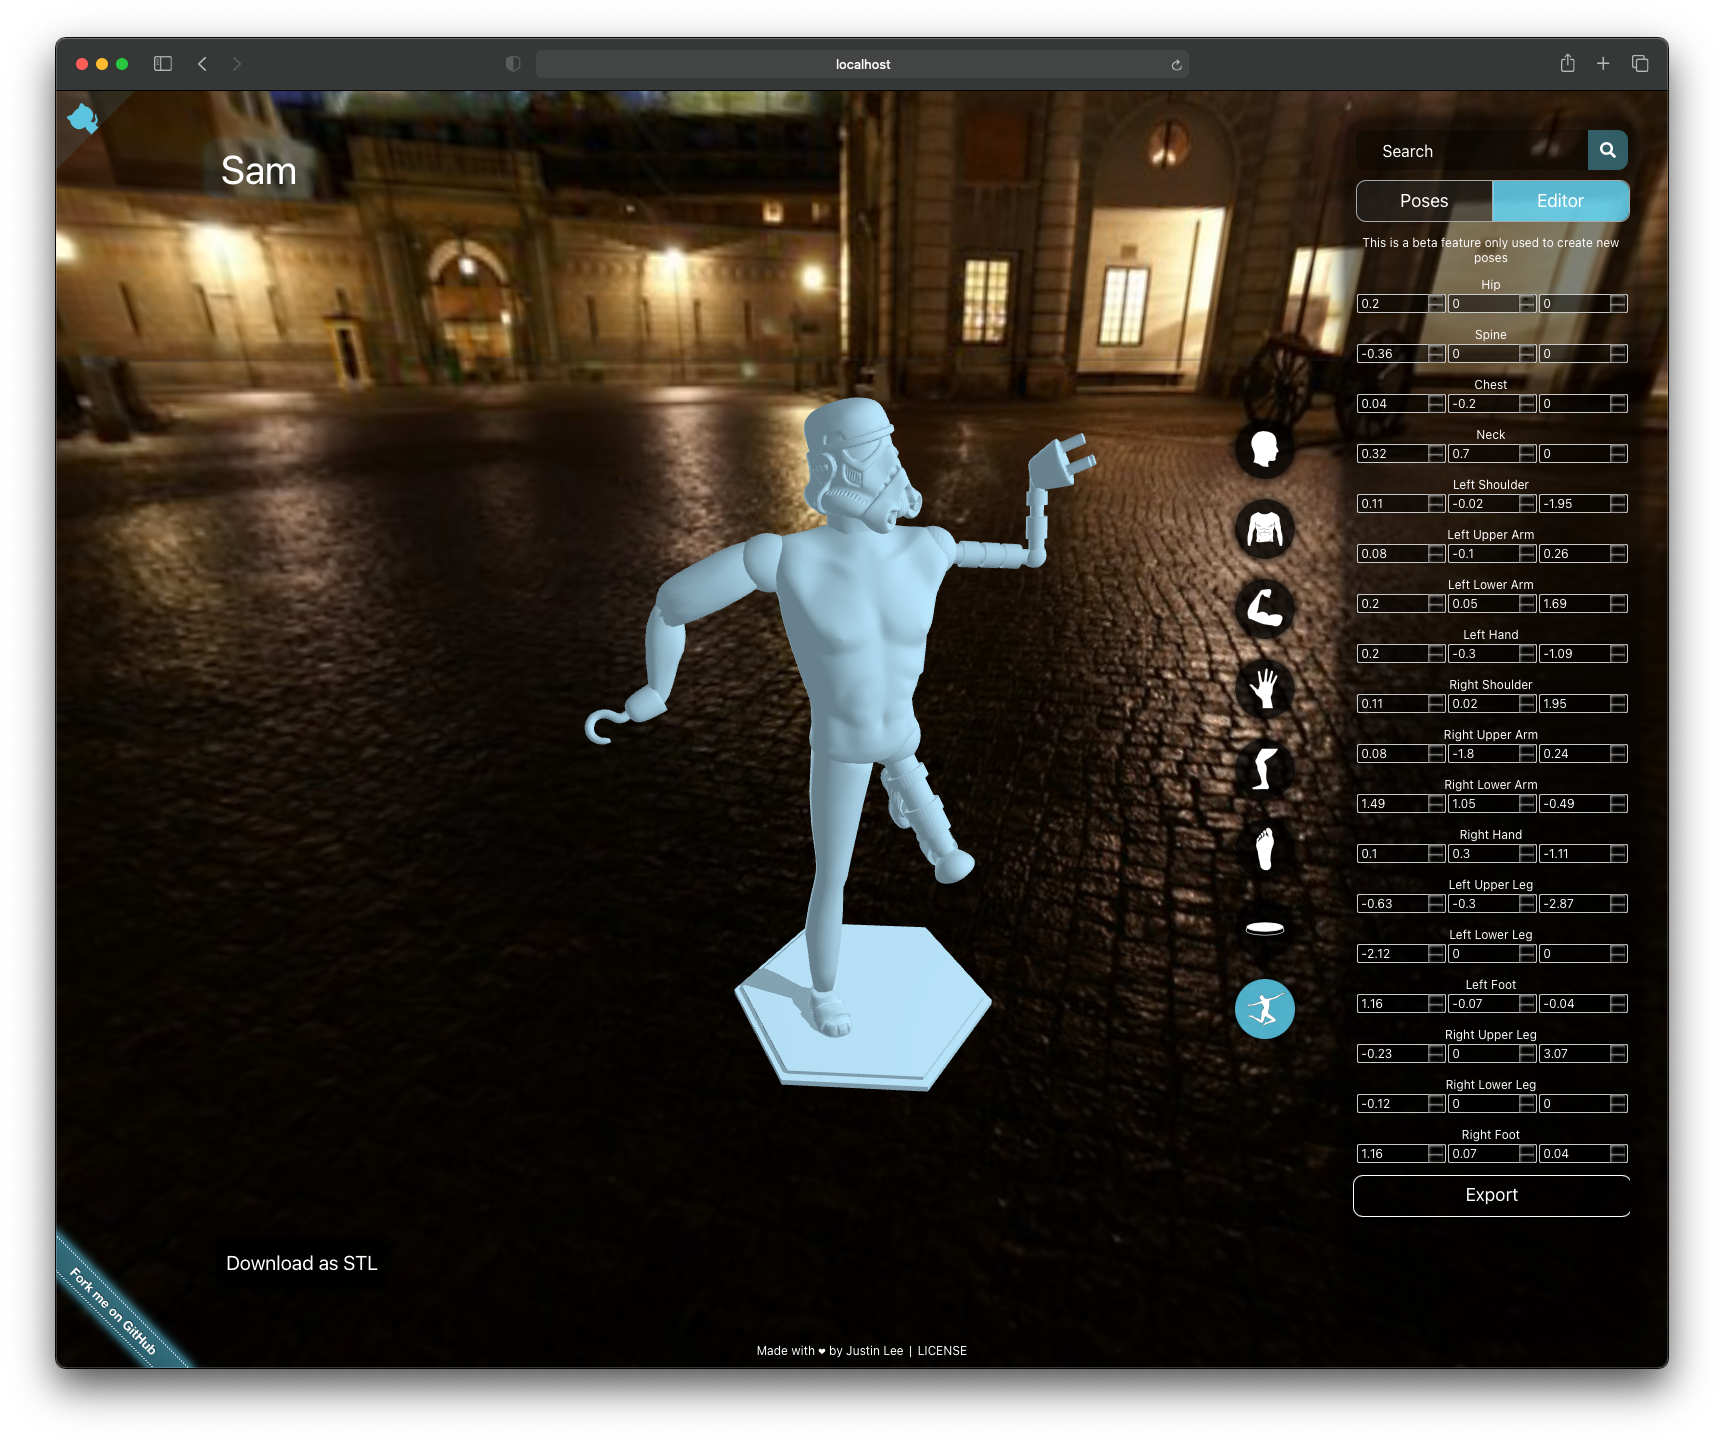 localhost
Sam
Search
Poses
Editor
This is a beta feature only used to create new
poses
Hip
0.2 0 0
Spine
-0.36 0 0
Chest
0.04 -0.2 0
Neck
0.32 0.7 0
Left Shoulder
0.11 -0.02 -1.95
Left Upper Arm
0.08 -0.1 0.26
Left Lower Arm
0.2 0.05 1.69
Left Hand
0.2 -0.3 -1.09
Right Shoulder
0.11 0.02 1.95
Right Upper Arm
0.08 -1.8 0.24
Right Lower Arm
1.49 1.05 -0.49
Right Hand
0.1 0.3 -1.11
Left Upper Leg
-0.63 -0.3 -2.87
Left Lower Leg
-2.12 0 0
Left Foot
1.16 -0.07 -0.04
Right Upper Leg
-0.23 0 3.07
Right Lower Leg
-0.12 0 0
Right Foot
1.16 0.07 0.04
Export
Download as STL
Fork me on GitHub
Made with ❤ by Justin Lee | LICENSE